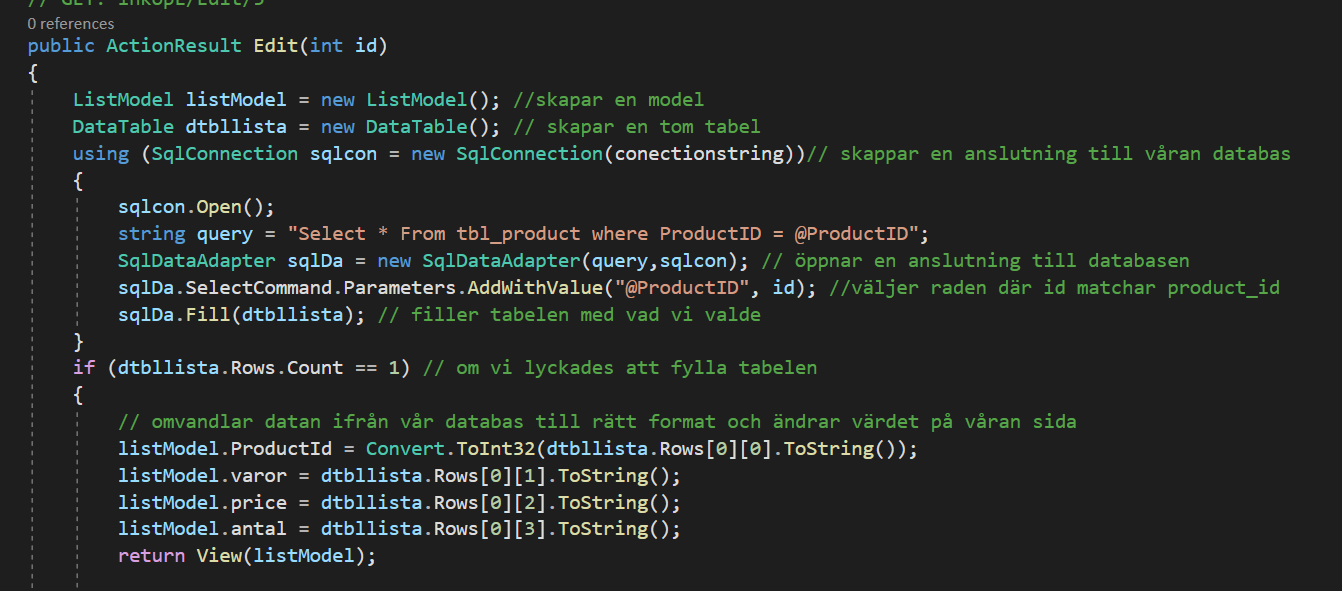 // GET: InkopL/Edit/5
0 references
public ActionResult Edit(int id)
{
ListModel listModel = new ListModel(); //skapar en model
DataTable dtbllista = new DataTable(); // skapar en tom tabel
using (SqlConnection sqlcon = new SqlConnection(conectionstring))// skappar en anslutning till våran databas
{
sqlcon.Open();
string query = "Select * From tbl_product where ProductID = @ProductID";
SqlDataAdapter sqlDa = new SqlDataAdapter(query,sqlcon); // öppnar en anslutning till databasen
sqlDa.SelectCommand.Parameters.AddWithValue("@ProductID", id); //väljer raden där id matchar product_id
sqlDa.Fill(dtbllista); // filler tabelen med vad vi valde
}
if (dtbllista.Rows.Count == 1) // om vi lyckades att fylla tabelen
{
// omvandlar datan ifrån vår databas till rätt format och ändrar värdet på våran sida
listModel.ProductId = Convert.ToInt32(dtbllista.Rows[0][0].ToString());
listModel.varor = dtbllista.Rows[0][1].ToString();
listModel.price = dtbllista.Rows[0][2].ToString();
listModel.antal = dtbllista.Rows[0][3].ToString();
return View(listModel);